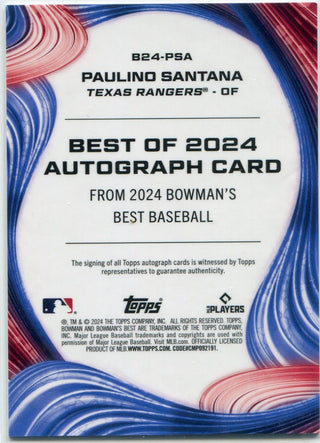 B24-PSA
PAULINO SANTANA
TEXAS RANGERS® - OF
BEST OF 2024
AUTOGRAPH CARD
FROM 2024 BOWMAN'S
BEST BASEBALL
The signing of all Topps autograph cards is witnessed by Topps
representatives to guarantee authenticity.
Topps
PLAYERS
®, TM & © 2024 THE TOPPS COMPANY, INC. ALL RIGHTS RESERVED. TOPPS,
BOWMAN AND BOWMAN'S BEST ARE TRADEMARKS OF THE TOPPS COMPANY,
INC. Major League Baseball trademarks and copyrights are used with
permission of Major League Baseball. Visit MLB.com. OFFICIALLY LICENSED
PRODUCT OF MLB. WWW.TOPPS.COM. CODE#CMP092191.